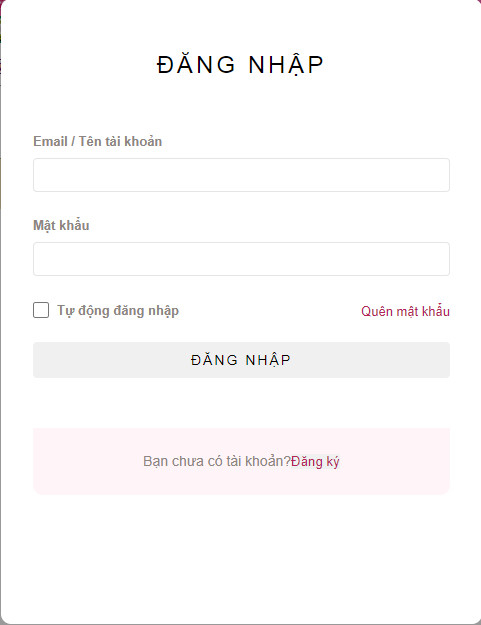 ĐĂNG NHẬP
Email / Tên tài khoản
Mật khẩu
Tự động đăng nhập Quên mật khẩu
ĐĂNG NHẬP
Bạn chưa có tài khoản?Đăng ký